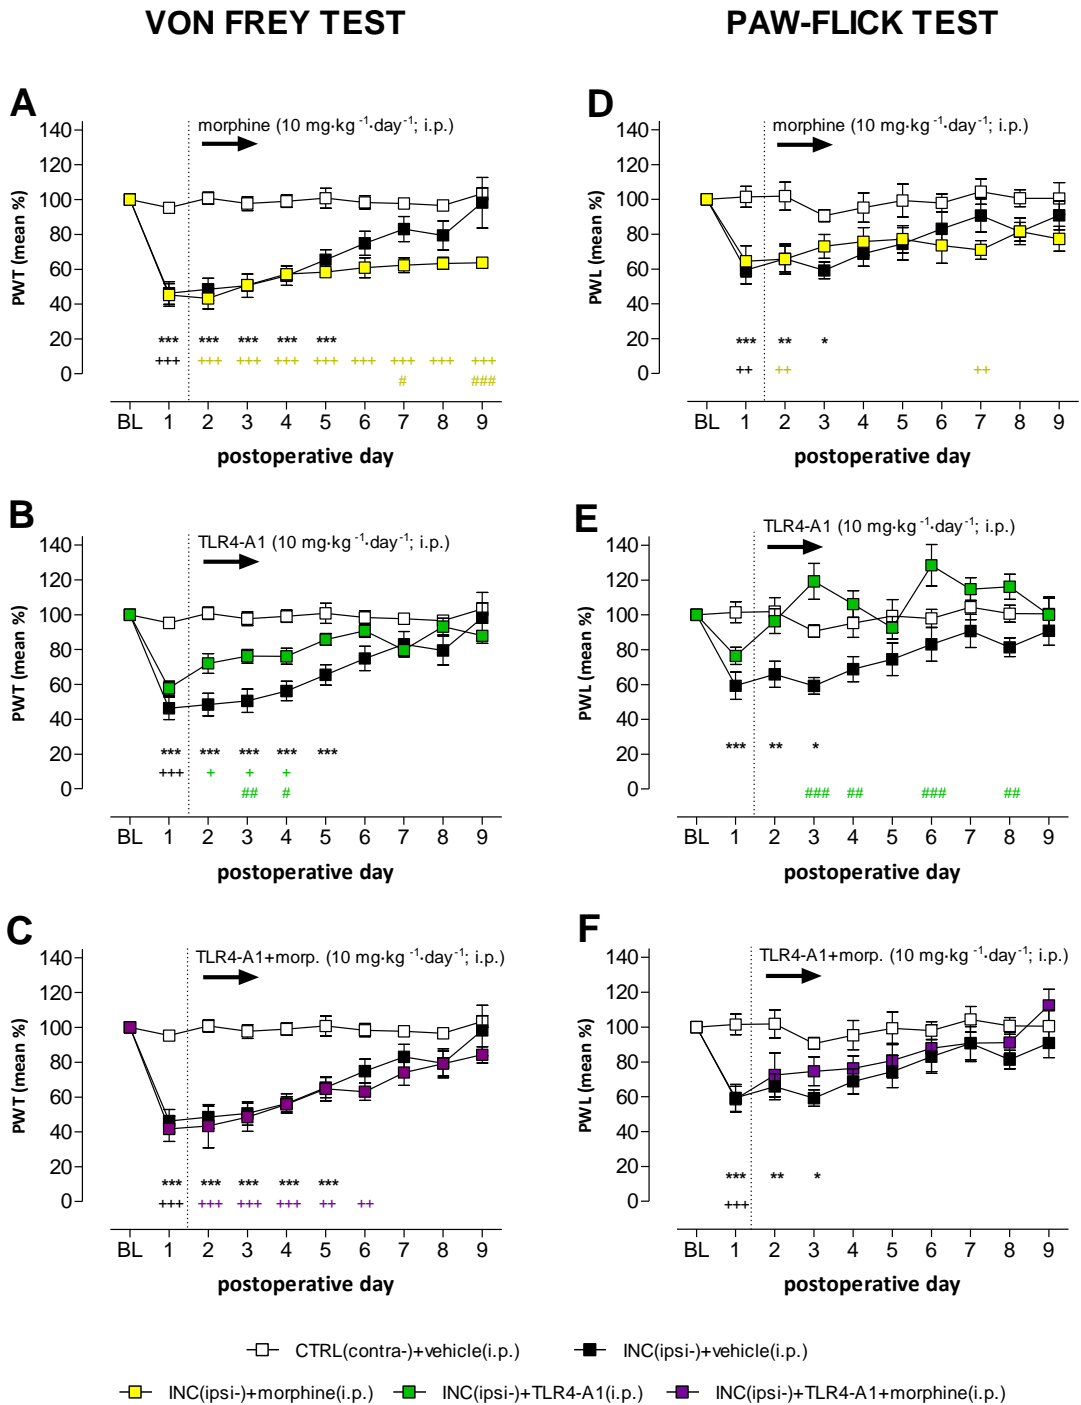 VON FREY TEST
PAW-FLICK TEST
A
morphine (10 mg·kg⁻¹·day⁻¹; i.p.)
PWT (mean %)
140
120
100
80
60
40
20
0
*** *** *** *** ***
+++ +++ +++ +++ +++ +++ +++ +++ +++
# ###
BL 1 2 3 4 5 6 7 8 9
postoperative day
D
morphine (10 mg·kg⁻¹·day⁻¹; i.p.)
PWL (mean %)
140
120
100
80
60
40
20
0
*** ** *
++ ++ ++
BL 1 2 3 4 5 6 7 8 9
postoperative day
B
TLR4-A1 (10 mg·kg⁻¹·day⁻¹; i.p.)
PWT (mean %)
140
120
100
80
60
40
20
0
*** *** *** *** ***
+++ + + +
## #
BL 1 2 3 4 5 6 7 8 9
postoperative day
E
TLR4-A1 (10 mg·kg⁻¹·day⁻¹; i.p.)
PWL (mean %)
140
120
100
80
60
40
20
0
*** ** *
### ## ### ##
BL 1 2 3 4 5 6 7 8 9
postoperative day
C
TLR4-A1+morp. (10 mg·kg⁻¹·day⁻¹; i.p.)
PWT (mean %)
140
120
100
80
60
40
20
0
*** *** *** *** ***
+++ +++ +++ +++ ++ ++
BL 1 2 3 4 5 6 7 8 9
postoperative day
F
TLR4-A1+morp. (10 mg·kg⁻¹·day⁻¹; i.p.)
PWL (mean %)
140
120
100
80
60
40
20
0
*** ** *
+++
BL 1 2 3 4 5 6 7 8 9
postoperative day
CTRL(contra-)+vehicle(i.p.) INC(ipsi-)+vehicle(i.p.)
INC(ipsi-)+morphine(i.p.) INC(ipsi-)+TLR4-A1(i.p.) INC(ipsi-)+TLR4-A1+morphine(i.p.)